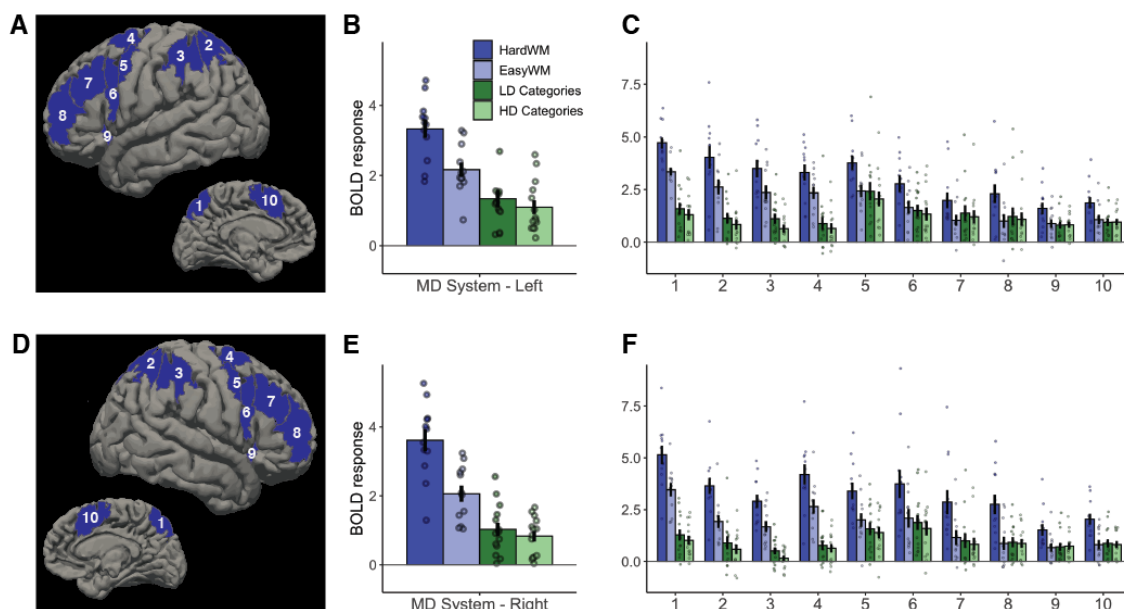 A
4
2
3
5
7
6
8
9
1
10
B
BOLD response
4
2
0
HardWM
EasyWM
LD Categories
HD Categories
MD System - Left
C
7.5
5.0
2.5
0.0
1 2 3 4 5 6 7 8 9 10
D
2
3
4
5
7
6
8
9
10
1
E
BOLD response
4
2
0
MD System - Right
F
7.5
5.0
2.5
0.0
1 2 3 4 5 6 7 8 9 10